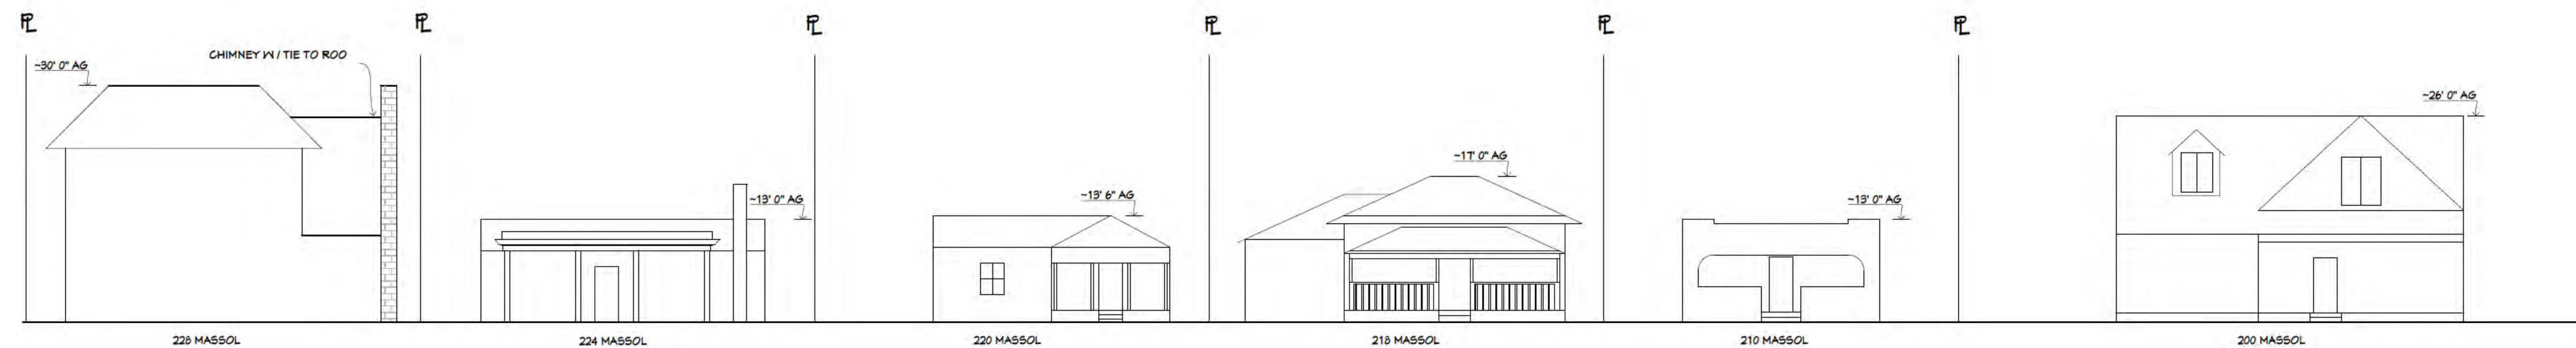 PL PL PL PL PL PL
CHIMNEY W/ TIE TO ROO
~30' 0" AG
~26' 0" AG
~17' 0" AG
~13' 0" AG
~13' 6" AG
~13' 0" AG
228 MASSOL
224 MASSOL
220 MASSOL
218 MASSOL
210 MASSOL
200 MASSOL